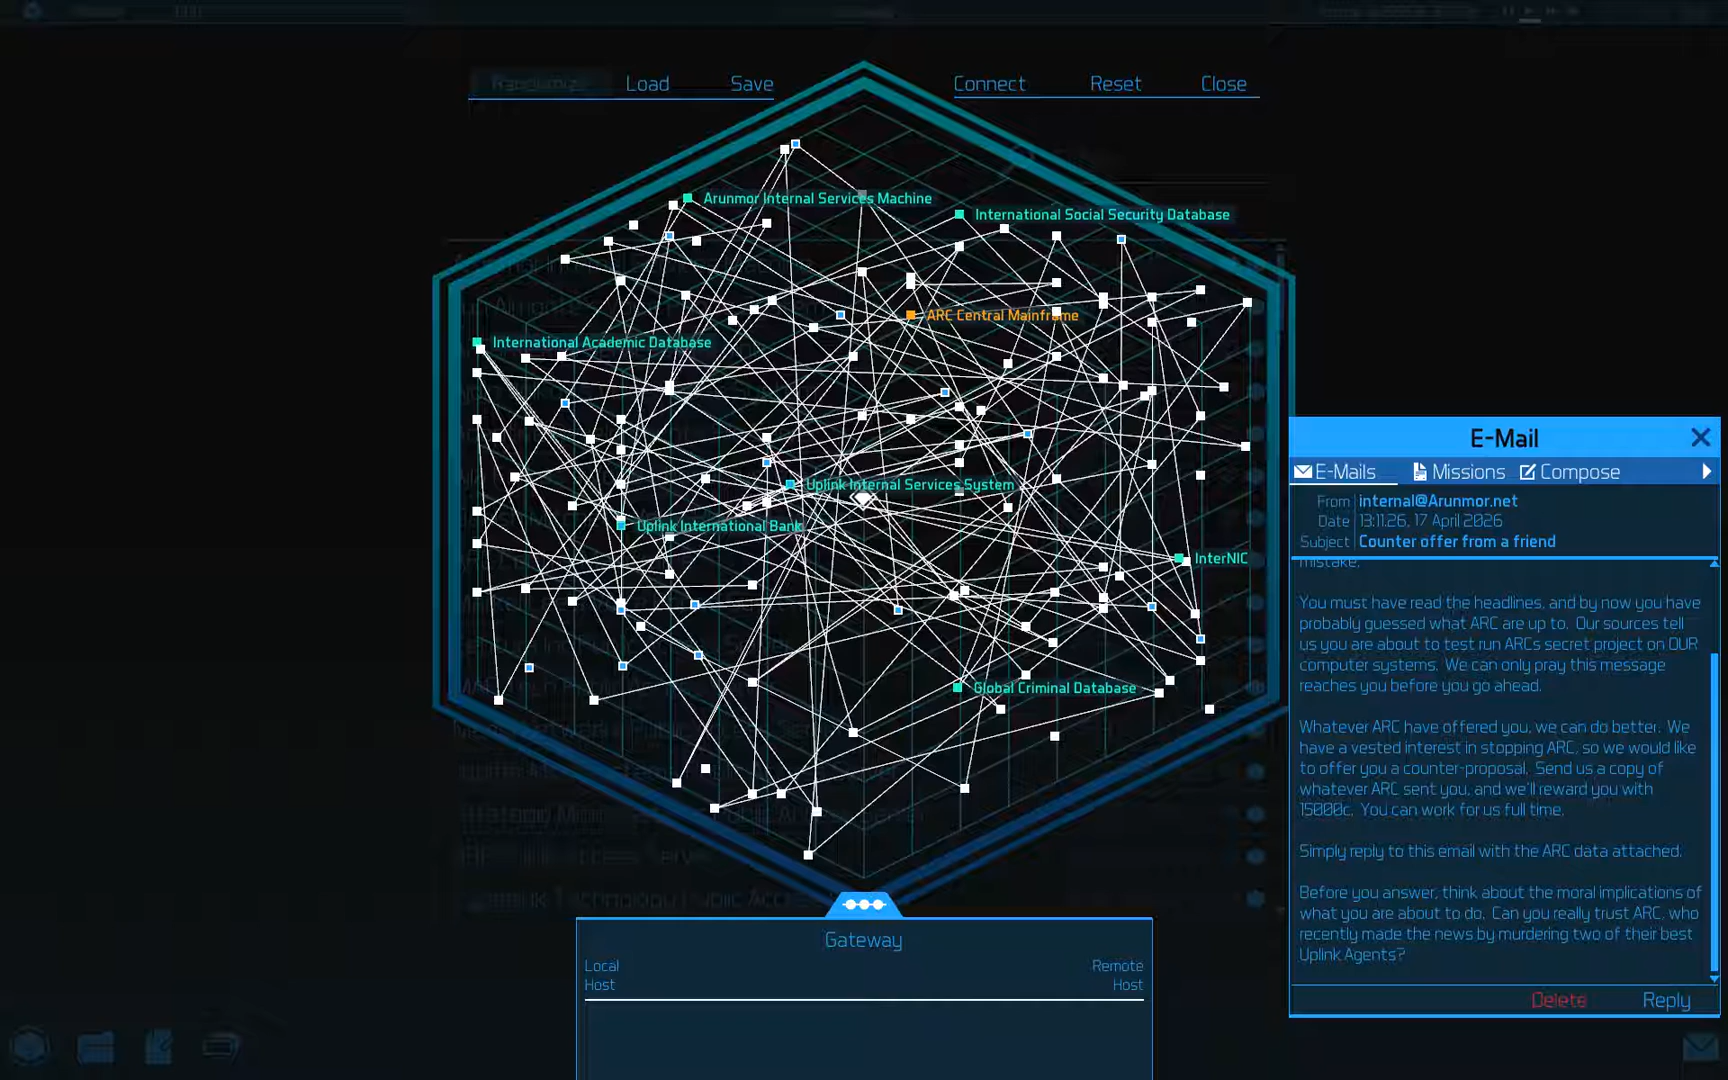 Load
Save
Connect
Reset
Close
Arunmor Internal Services Machine
International Social Security Database
ARC Central Mainframe
International Academic Database
Uplink Internal Services System
Uplink International Bank
InterNIC
Global Criminal Database
Gateway
Local
Host
Remote
Host
E-Mail
E-Mails
Missions
Compose
From internal@Arunmor.net
Date 13:11.26, 17 April 2026
Subject Counter offer from a friend
mistake.
You must have read the headlines, and by now you have
probably guessed what ARC are up to. Our sources tell
us you are about to test run ARCs secret project on OUR
computer systems. We can only pray this message
reaches you before you go ahead.
Whatever ARC have offered you, we can do better. We
have a vested interest in stopping ARC, so we would like
to offer you a counter-proposal. Send us a copy of
whatever ARC sent you, and we'll reward you with
15000c. You can work for us full time.
Simply reply to this email with the ARC data attached.
Before you answer, think about the moral implications of
what you are about to do. Can you really trust ARC, who
recently made the news by murdering two of their best
Uplink Agents?
Delete
Reply